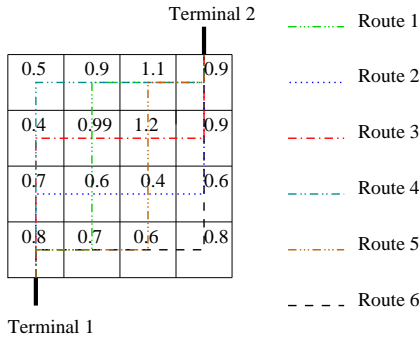 Terminal 2
0.5 0.9 1.1 0.9
0.4 0.99 1.2 0.9
0.7 0.6 0.4 0.6
0.8 0.7 0.6 0.8
Terminal 1
Route 1
Route 2
Route 3
Route 4
Route 5
Route 6